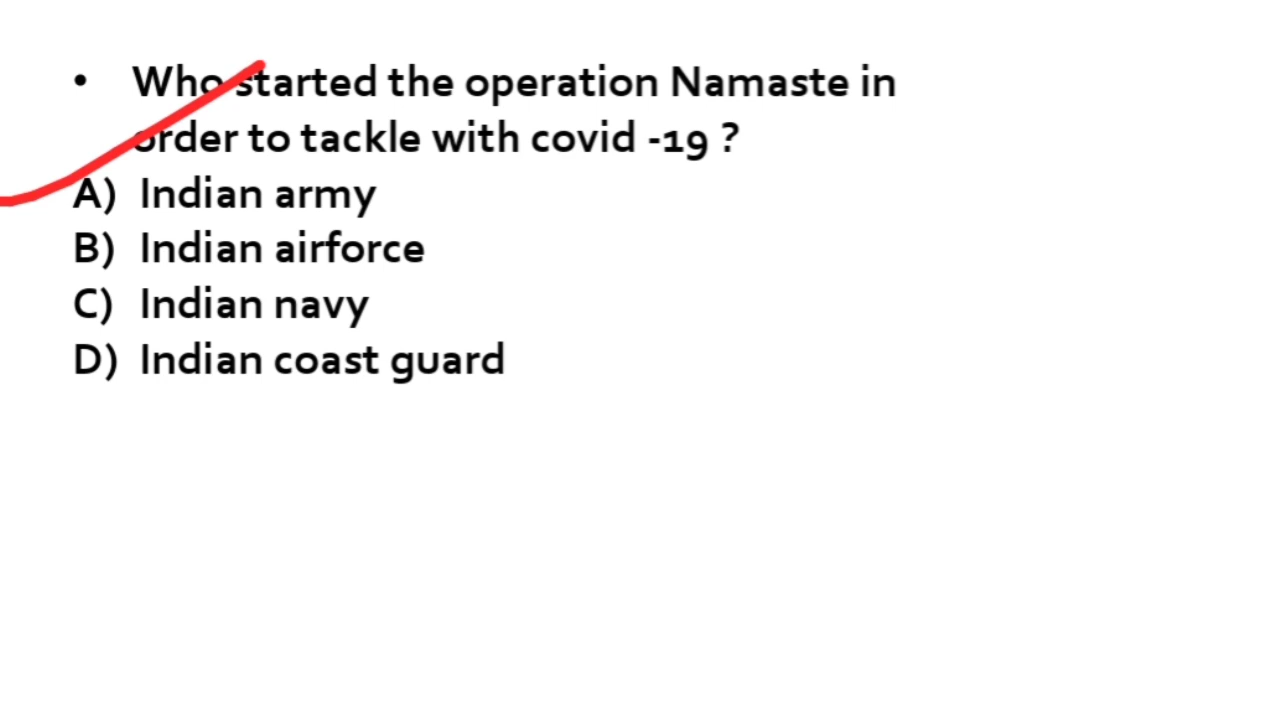 • Who started the operation Namaste in
order to tackle with covid -19 ?
A) Indian army
B) Indian airforce
C) Indian navy
D) Indian coast guard